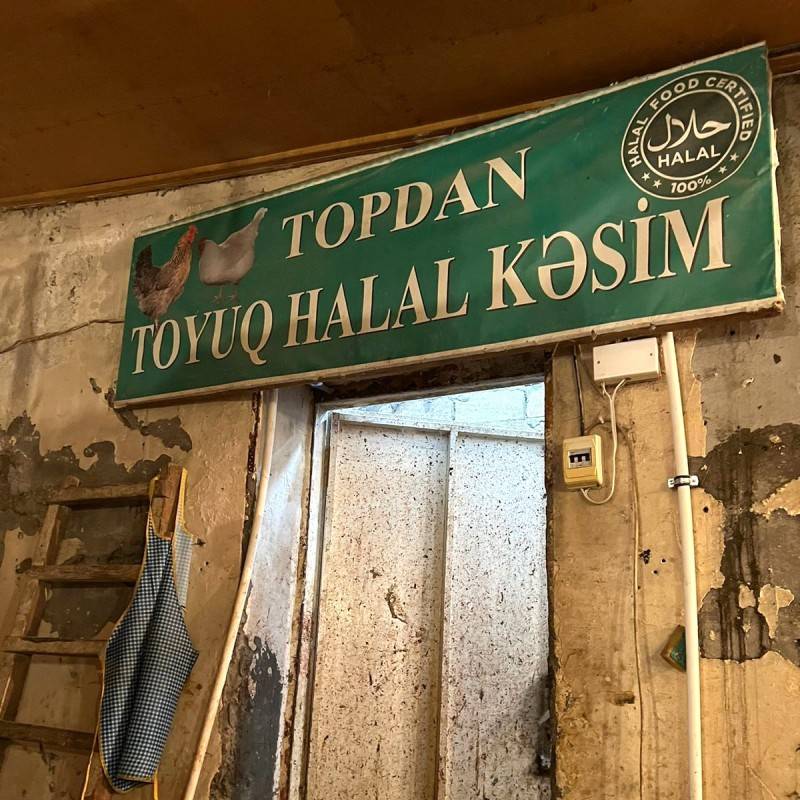 TOPDAN
TOYUQ HALAL KƏSİM
HALAL FOOD CERTIFIED
حلال
HALAL
100%